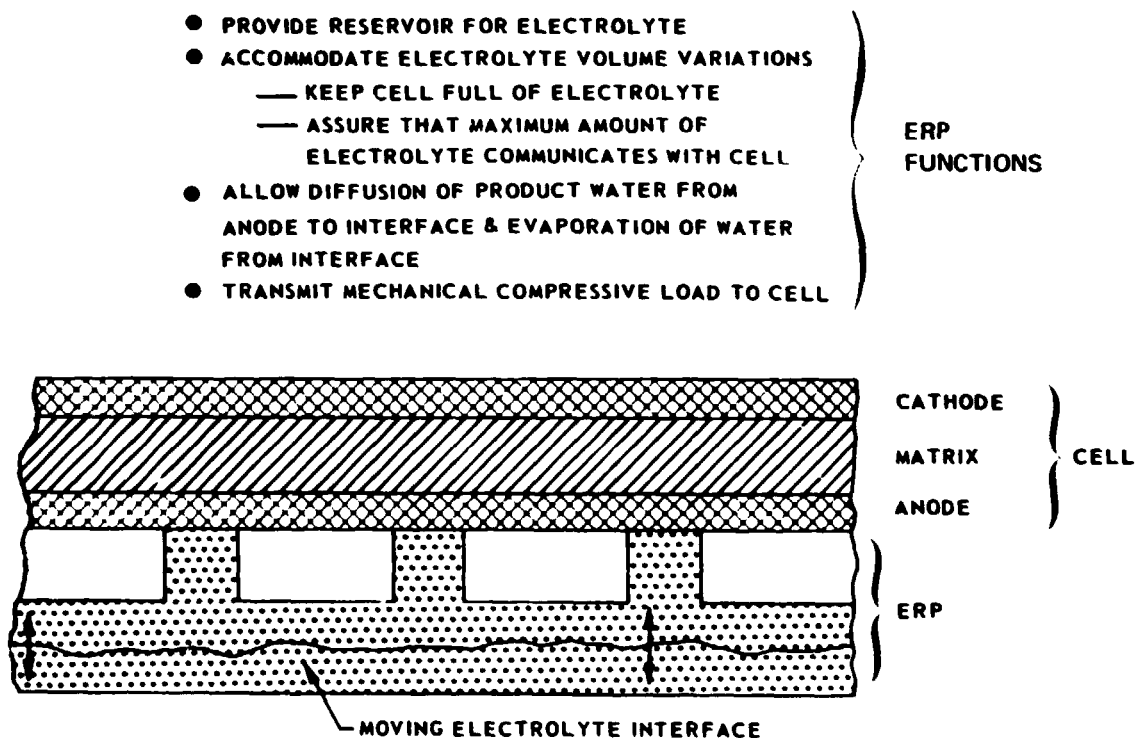 ● PROVIDE RESERVOIR FOR ELECTROLYTE
● ACCOMMODATE ELECTROLYTE VOLUME VARIATIONS
— KEEP CELL FULL OF ELECTROLYTE
— ASSURE THAT MAXIMUM AMOUNT OF
ELECTROLYTE COMMUNICATES WITH CELL
● ALLOW DIFFUSION OF PRODUCT WATER FROM
ANODE TO INTERFACE & EVAPORATION OF WATER
FROM INTERFACE
● TRANSMIT MECHANICAL COMPRESSIVE LOAD TO CELL
ERP
FUNCTIONS
CATHODE
MATRIX
ANODE
CELL
ERP
MOVING ELECTROLYTE INTERFACE